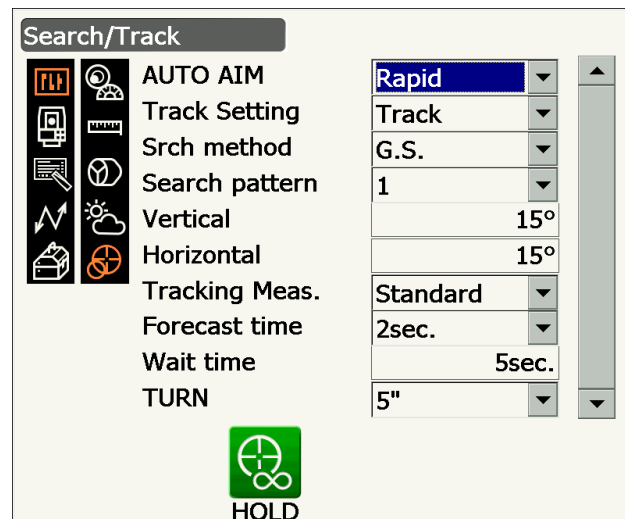 Search/Track
AUTO AIM Rapid
Track Setting Track
Srch method G.S.
Search pattern 1
Vertical 15°
Horizontal 15°
Tracking Meas. Standard
Forecast time 2sec.
Wait time 5sec.
TURN 5"
HOLD